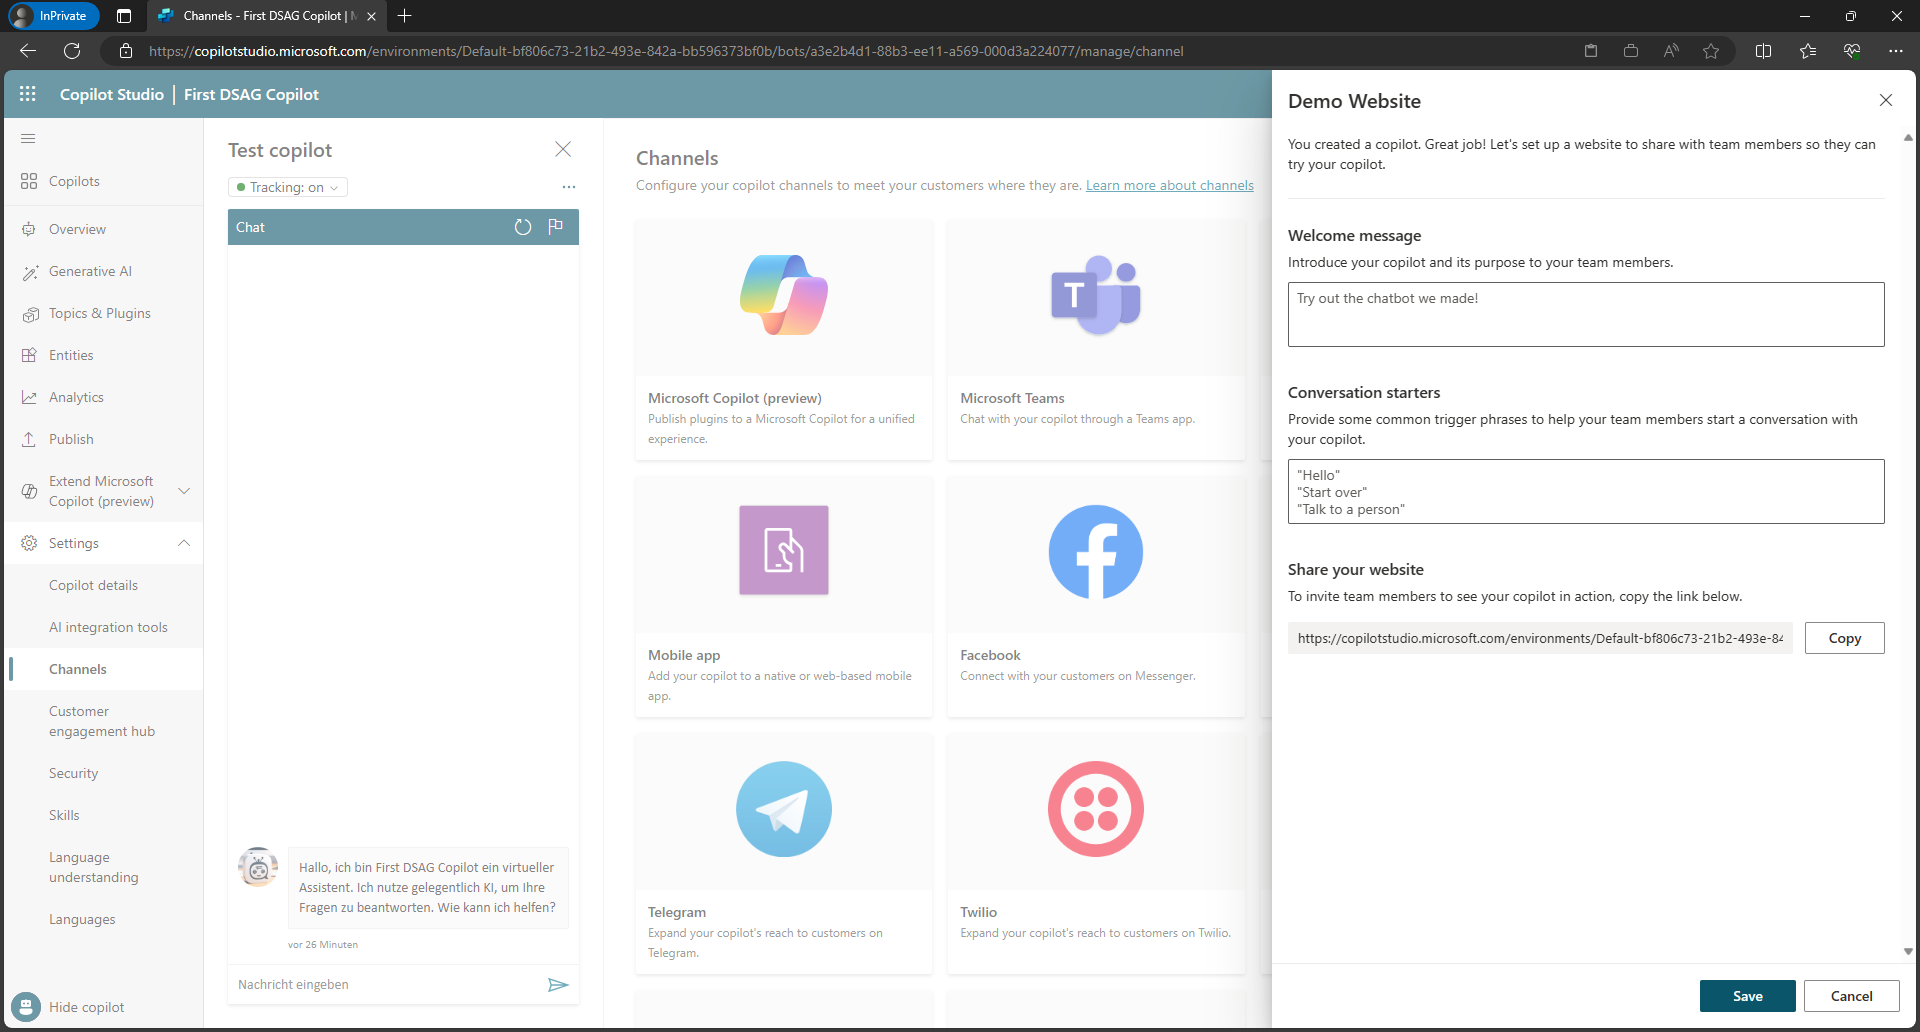 InPrivate
Channels - First DSAG Copilot |
https://copilotstudio.microsoft.com/environments/Default-bf806c73-21b2-493e-842a-bb596373bf0b/bots/a3e2b4d1-88b3-ee11-a569-000d3a224077/manage/channel
Copilot Studio | First DSAG Copilot
Copilots
Overview
Generative AI
Topics & Plugins
Entities
Analytics
Publish
Extend Microsoft
Copilot (preview)
Settings
Copilot details
AI integration tools
Channels
Customer
engagement hub
Security
Skills
Language
understanding
Languages
Hide copilot
Test copilot
Tracking: on
Chat
Hallo, ich bin First DSAG Copilot ein virtueller
Assistent. Ich nutze gelegentlich KI, um Ihre
Fragen zu beantworten. Wie kann ich helfen?
vor 26 Minuten
Nachricht eingeben
Channels
Configure your copilot channels to meet your customers where they are. Learn more about channels
Microsoft Copilot (preview)
Publish plugins to a Microsoft Copilot for a unified
experience.
T
Microsoft Teams
Chat with your copilot through a Teams app.
Mobile app
Add your copilot to a native or web-based mobile
app.
Facebook
Connect with your customers on Messenger.
Telegram
Expand your copilot's reach to customers on
Telegram.
Twilio
Expand your copilot's reach to customers on Twilio.
Demo Website
You created a copilot. Great job! Let's set up a website to share with team members so they can
try your copilot.
Welcome message
Introduce your copilot and its purpose to your team members.
Try out the chatbot we made!
Conversation starters
Provide some common trigger phrases to help your team members start a conversation with
your copilot.
"Hello"
"Start over"
"Talk to a person"
Share your website
To invite team members to see your copilot in action, copy the link below.
https://copilotstudio.microsoft.com/environments/Default-bf806c73-21b2-493e-84
Copy
Save
Cancel